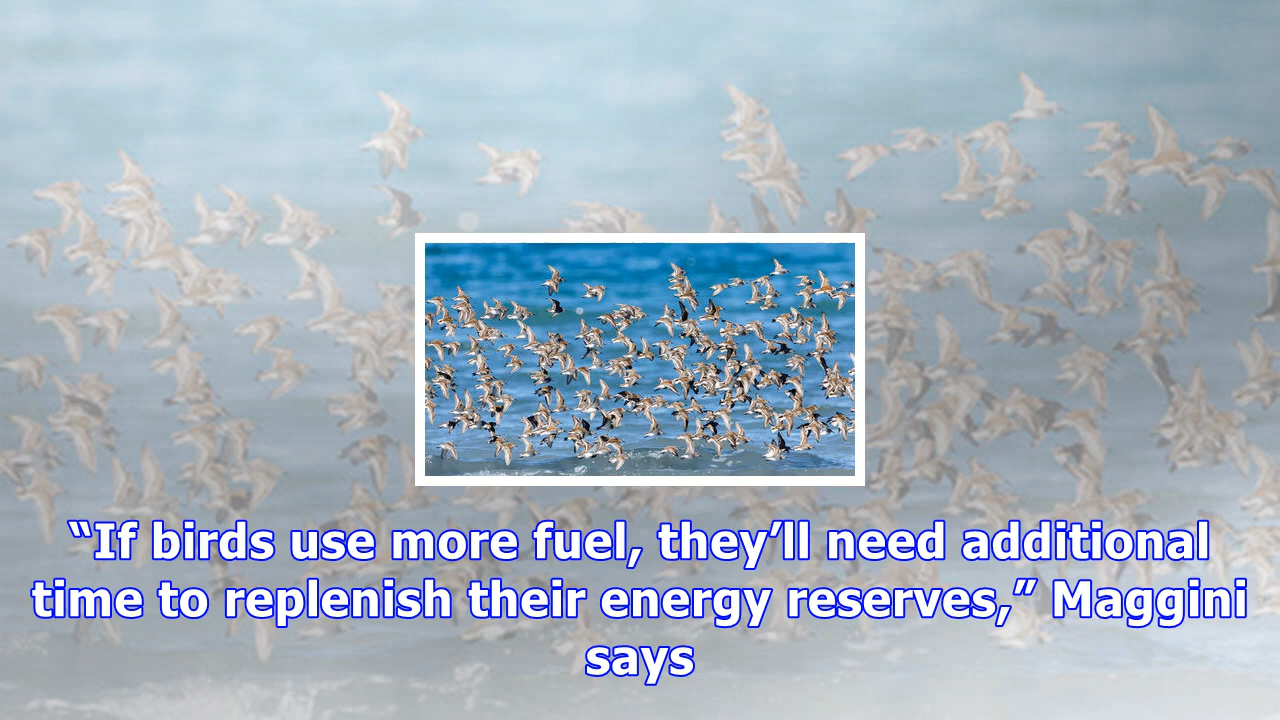 “If birds use more fuel, they’ll need additional
time to replenish their energy reserves,” Maggini
says